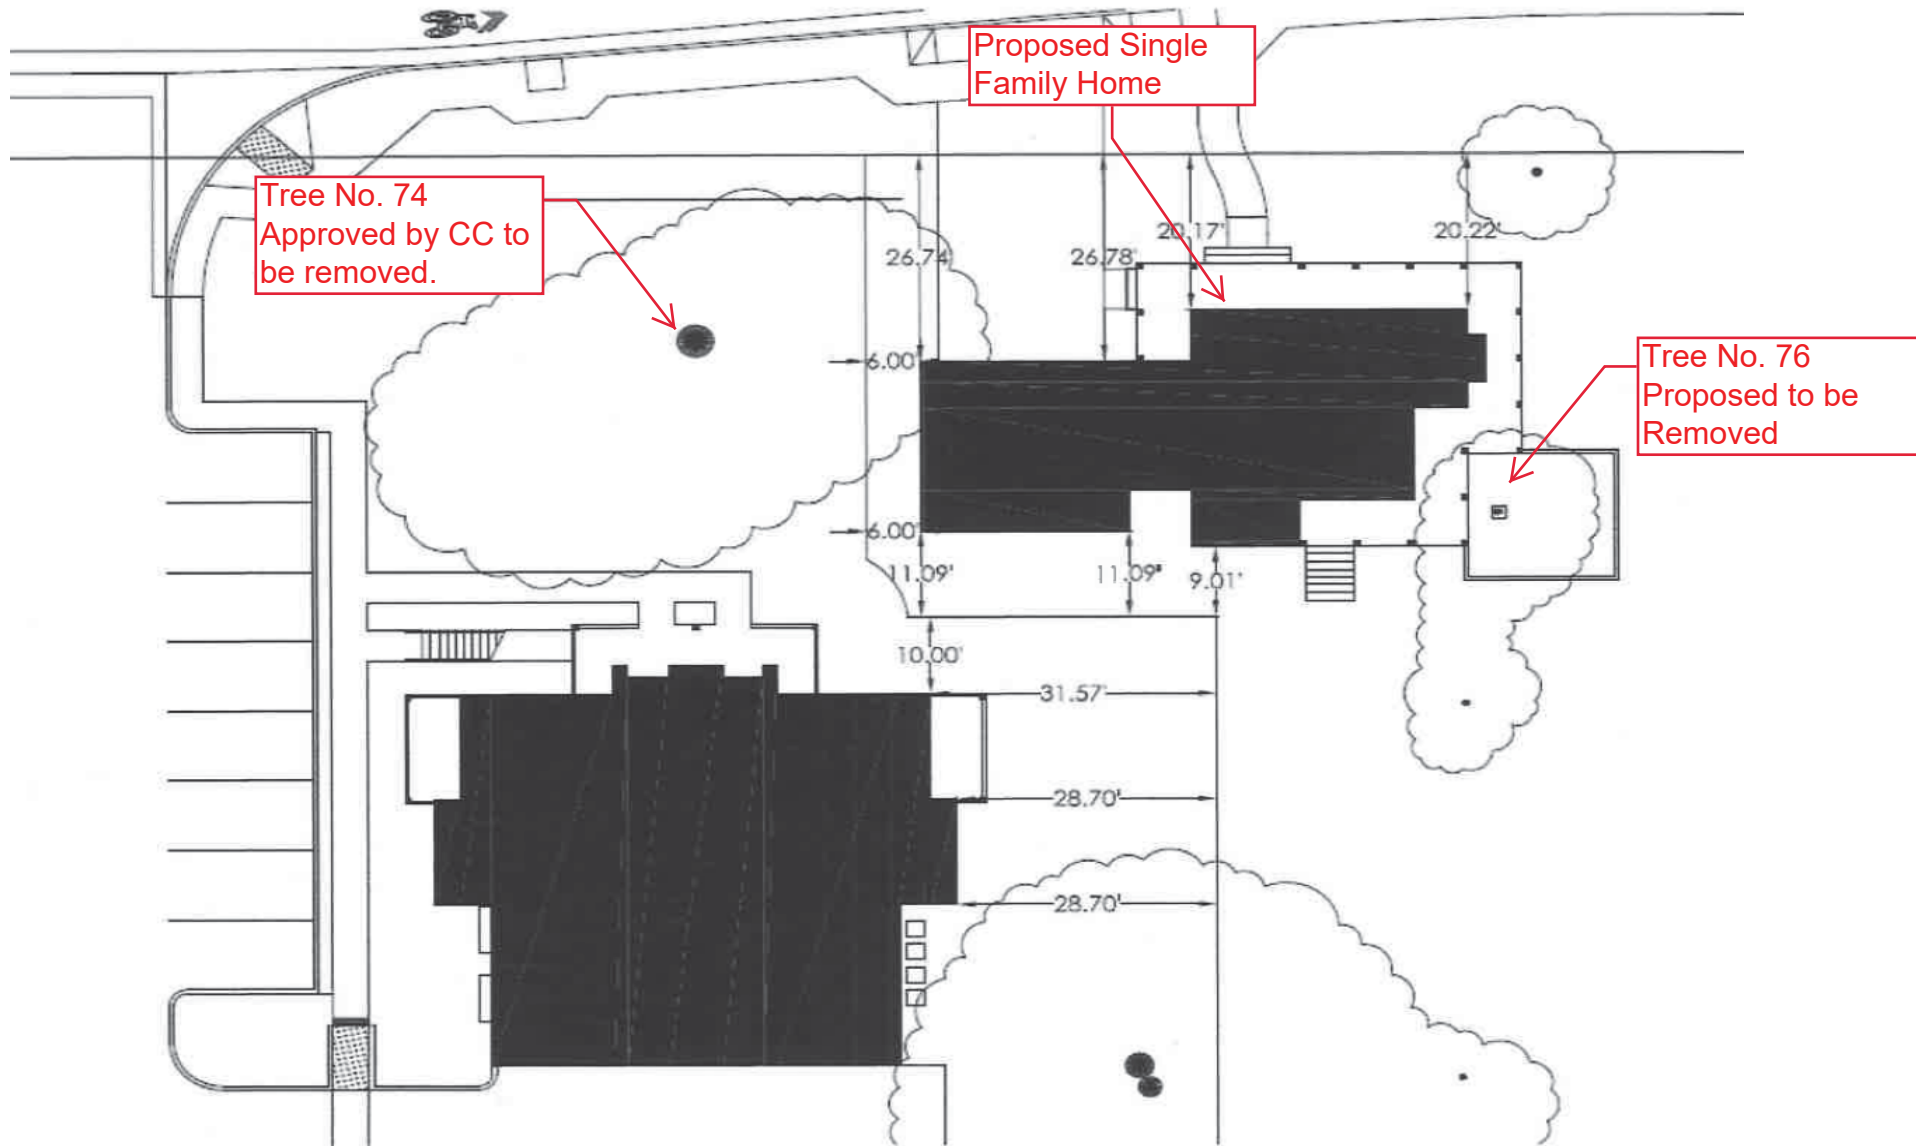 Proposed Single
Family Home
Tree No. 74
Approved by CC to
be removed.
20.17'
20.22'
26.74'
26.78'
Tree No. 76
Proposed to be
Removed
6.00'
6.00'
11.09'
11.09'
9.01'
10.00'
31.57'
28.70'
28.70'